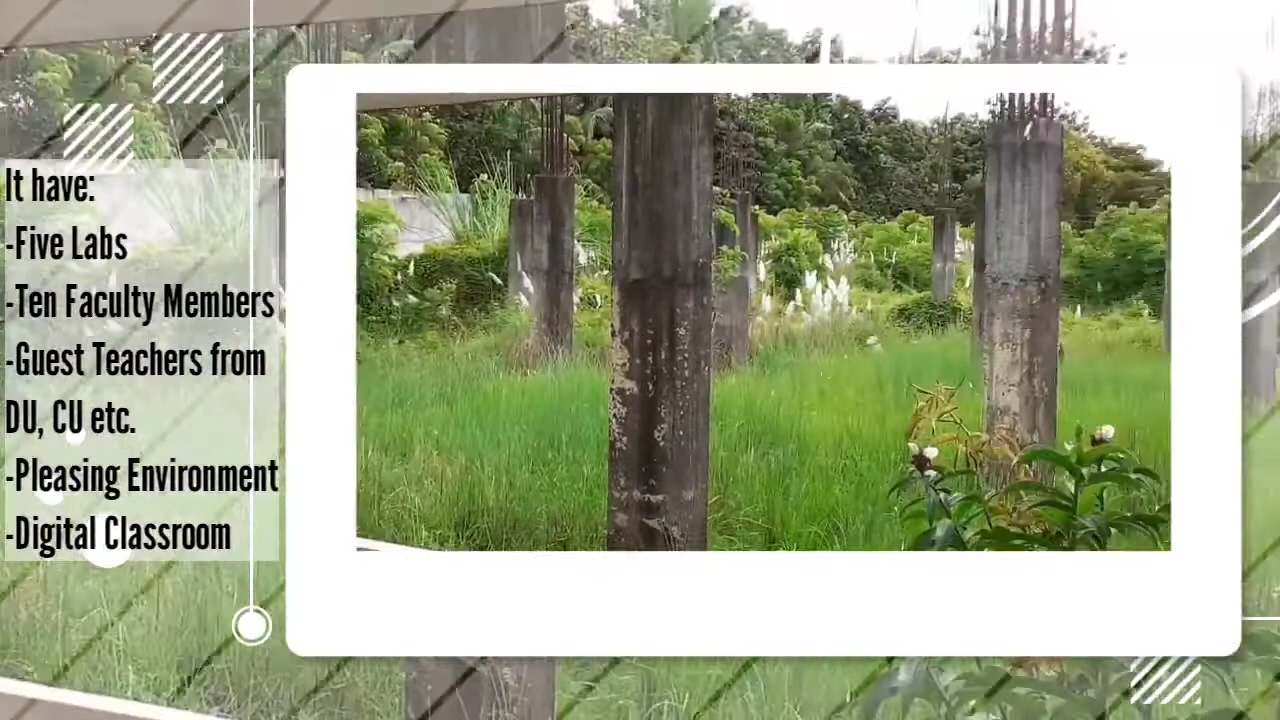 It have:
-Five Labs
-Ten Faculty Members
-Guest Teachers from
DU, CU etc.
-Pleasing Environment
-Digital Classroom